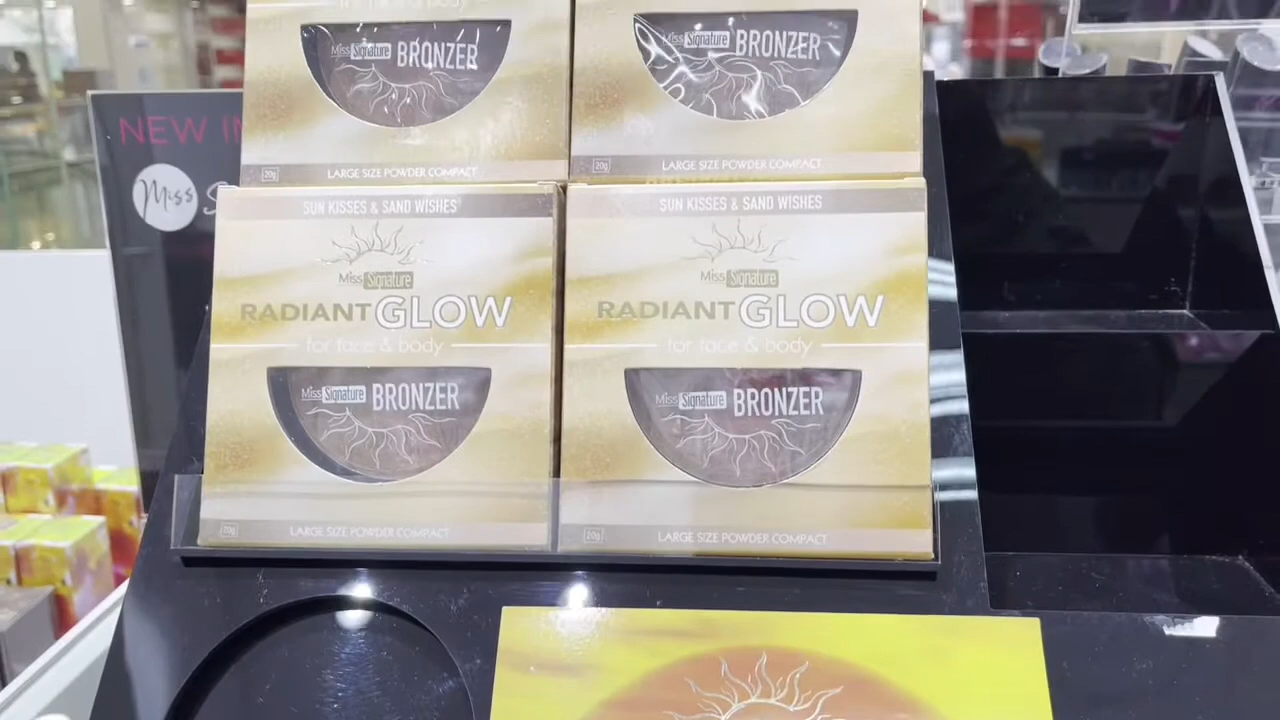 for face & body
Miss Signature BRONZER
20g
LARGE SIZE POWDER COMPACT
Miss Signature BRONZER
20g
LARGE SIZE POWDER COMPACT
NEW IN
Miss S
SUN KISSES & SAND WISHES
Miss Signature
RADIANT GLOW
for face & body
Miss Signature BRONZER
20g
LARGE SIZE POWDER COMPACT
SUN KISSES & SAND WISHES
Miss Signature
RADIANT GLOW
for face & body
Miss Signature BRONZER
20g
LARGE SIZE POWDER COMPACT